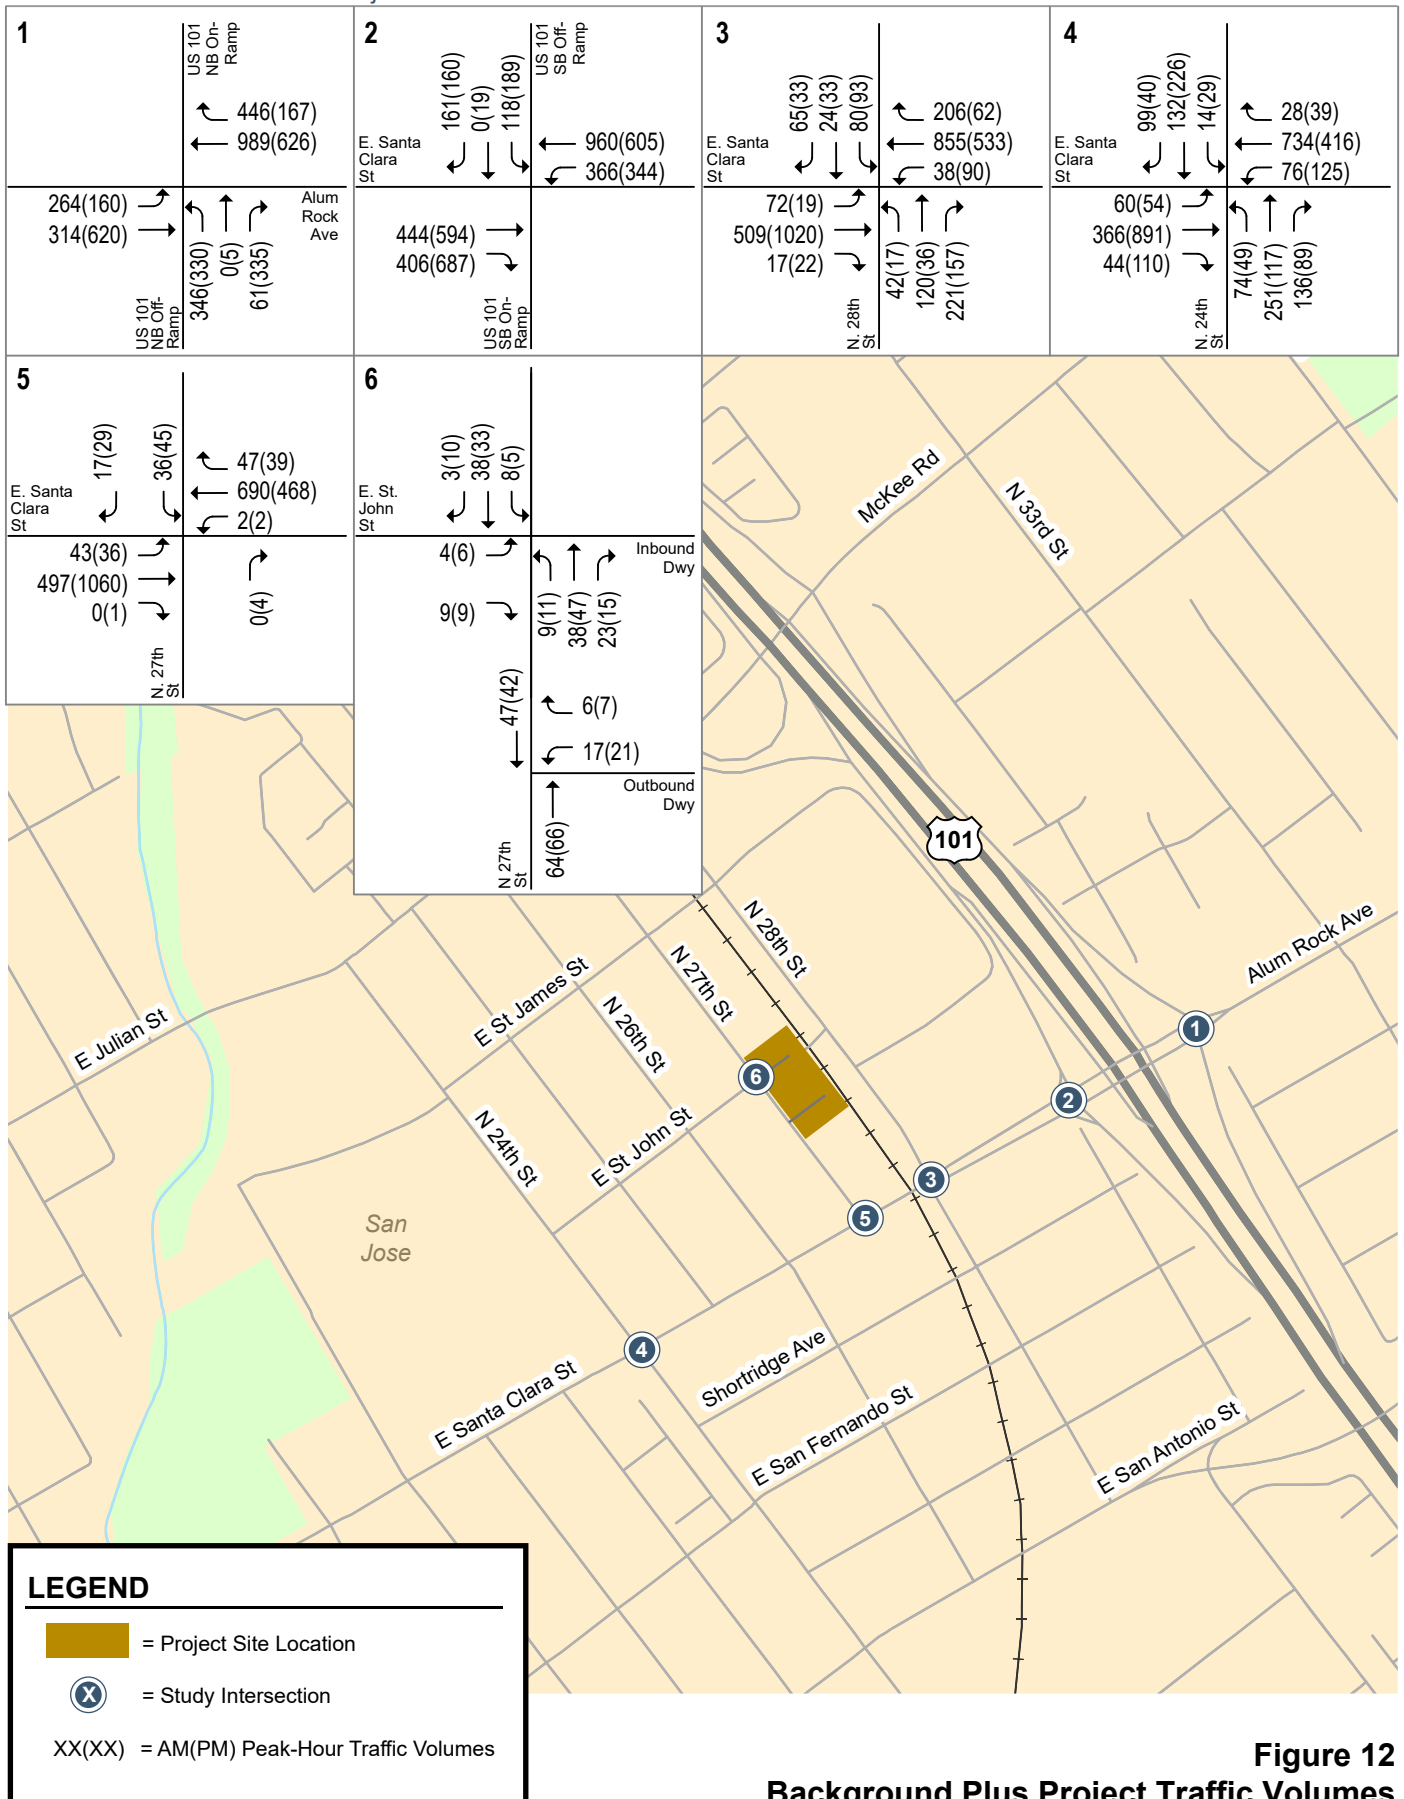 1
US 101
NB On-
Ramp
446(167)
989(626)
264(160)
314(620)
Alum
Rock
Ave
346(330)
0(5)
61(335)
US 101
NB Off-
Ramp
2
161(160)
0(19)
118(189)
US 101
SB Off-
Ramp
E. Santa
Clara
St
960(605)
366(344)
444(594)
406(687)
US 101
SB On-
Ramp
3
65(33)
24(33)
80(93)
E. Santa
Clara
St
206(62)
855(533)
38(90)
72(19)
509(1020)
17(22)
42(17)
120(36)
221(157)
N. 28th
St
4
99(40)
132(226)
14(29)
E. Santa
Clara
St
28(39)
734(416)
76(125)
60(54)
366(891)
44(110)
74(49)
251(117)
136(89)
N. 24th
St
5
17(29)
36(45)
E. Santa
Clara
St
47(39)
690(468)
2(2)
43(36)
497(1060)
0(1)
0(4)
N. 27th
St
6
3(10)
38(33)
8(5)
E. St.
John
St
4(6)
9(9)
Inbound
Dwy
9(11)
38(47)
23(15)
47(42)
6(7)
17(21)
Outbound
Dwy
64(66)
N 27th
St
McKee Rd
N 33rd St
101
Alum Rock Ave
N 28th St
N 27th St
E St James St
N 26th St
E Julian St
1
6
2
N 24th St
E St John St
3
5
San
Jose
4
Shortridge Ave
E Santa Clara St
E San Fernando St
E San Antonio St
LEGEND
= Project Site Location
X
= Study Intersection
XX(XX) = AM(PM) Peak-Hour Traffic Volumes
Figure 12
Background Plus Project Traffic Volumes